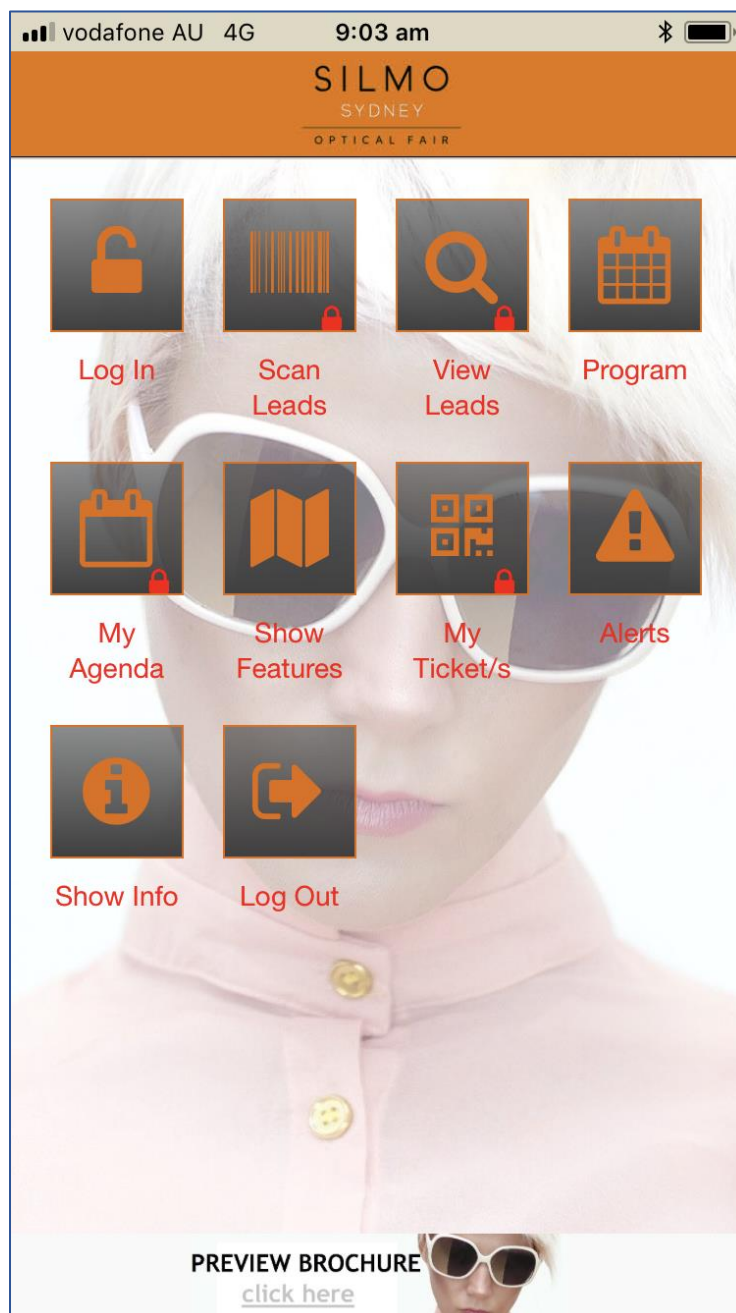 vodafone AU 4G 9:03 am
SILMO
SYDNEY
OPTICAL FAIR
Log In
Scan
Leads
View
Leads
Program
My
Agenda
Show
Features
My
Ticket/s
Alerts
Show Info
Log Out
PREVIEW BROCHURE
click here